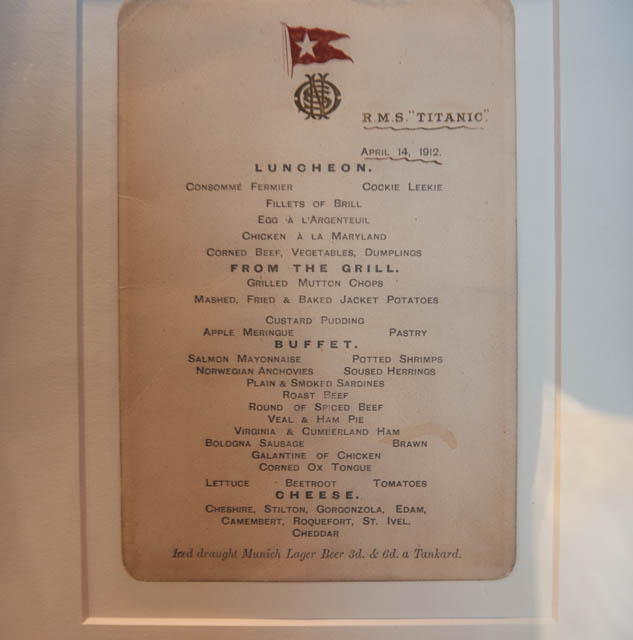 R.M.S. "TITANIC."
APRIL 14, 1912.
LUNCHEON.
CONSOMMÉ FERMIER COCKIE LEEKIE
FILLETS OF BRILL
EGG À L'ARGENTEUIL
CHICKEN À LA MARYLAND
CORNED BEEF, VEGETABLES, DUMPLINGS
FROM THE GRILL.
GRILLED MUTTON CHOPS
MASHED, FRIED & BAKED JACKET POTATOES
CUSTARD PUDDING
APPLE MERINGUE PASTRY
BUFFET.
SALMON MAYONNAISE POTTED SHRIMPS
NORWEGIAN ANCHOVIES SOUSED HERRINGS
PLAIN & SMOKED SARDINES
ROAST BEEF
ROUND OF SPICED BEEF
VEAL & HAM PIE
VIRGINIA & CUMBERLAND HAM
BOLOGNA SAUSAGE BRAWN
GALANTINE OF CHICKEN
CORNED OX TONGUE
LETTUCE BEETROOT TOMATOES
CHEESE.
CHESHIRE, STILTON, GORGONZOLA, EDAM,
CAMEMBERT, ROQUEFORT, ST. IVEL.
CHEDDAR
Iced draught Munich Lager Beer 3d. & 6d. a Tankard.